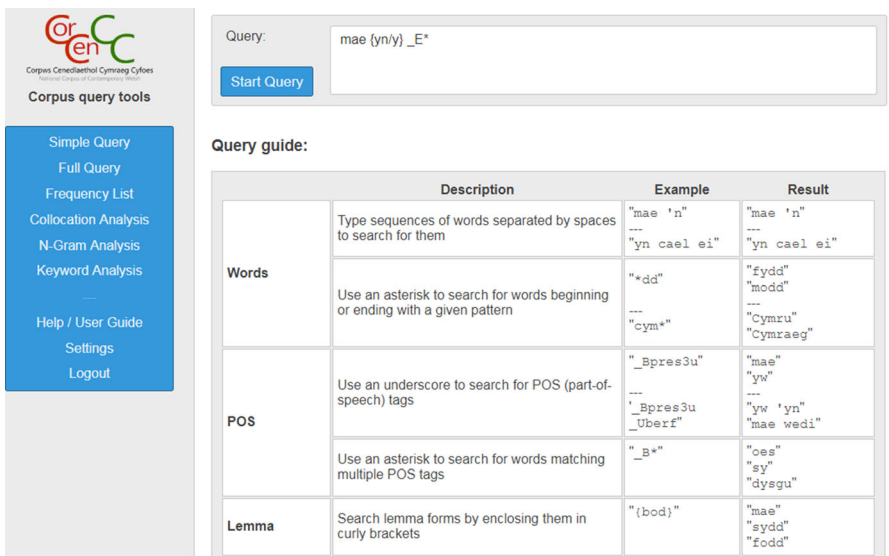 Cor
Cen
CC
Corpws Cenedlaethol Cymraeg Cyfoes
National Corpus of Contemporary Welsh
Corpus query tools
Simple Query
Full Query
Frequency List
Collocation Analysis
N-Gram Analysis
Keyword Analysis
Help / User Guide
Settings
Logout
Query:
mae {yn/y} _E*
Start Query
Query guide:
Description Example Result
Words
Type sequences of words separated by spaces
to search for them
"mae 'n"
---
"yn cael ei"
"mae 'n"
---
"yn cael ei"
Use an asterisk to search for words beginning
or ending with a given pattern
"*dd"
---
"cym*"
"fydd"
"modd"
---
"Cymru"
"Cymraeg"
POS
Use an underscore to search for POS (part-of-
speech) tags
"_Bpres3u"
---
'_Bpres3u
_Uberf"
"mae"
"yw"
---
"yw 'yn"
"mae wedi"
Use an asterisk to search for words matching
multiple POS tags
"_B*"
"oes"
"sy"
"dysgu"
Lemma
Search lemma forms by enclosing them in
curly brackets
"{bod}"
"mae"
"sydd"
"fodd"